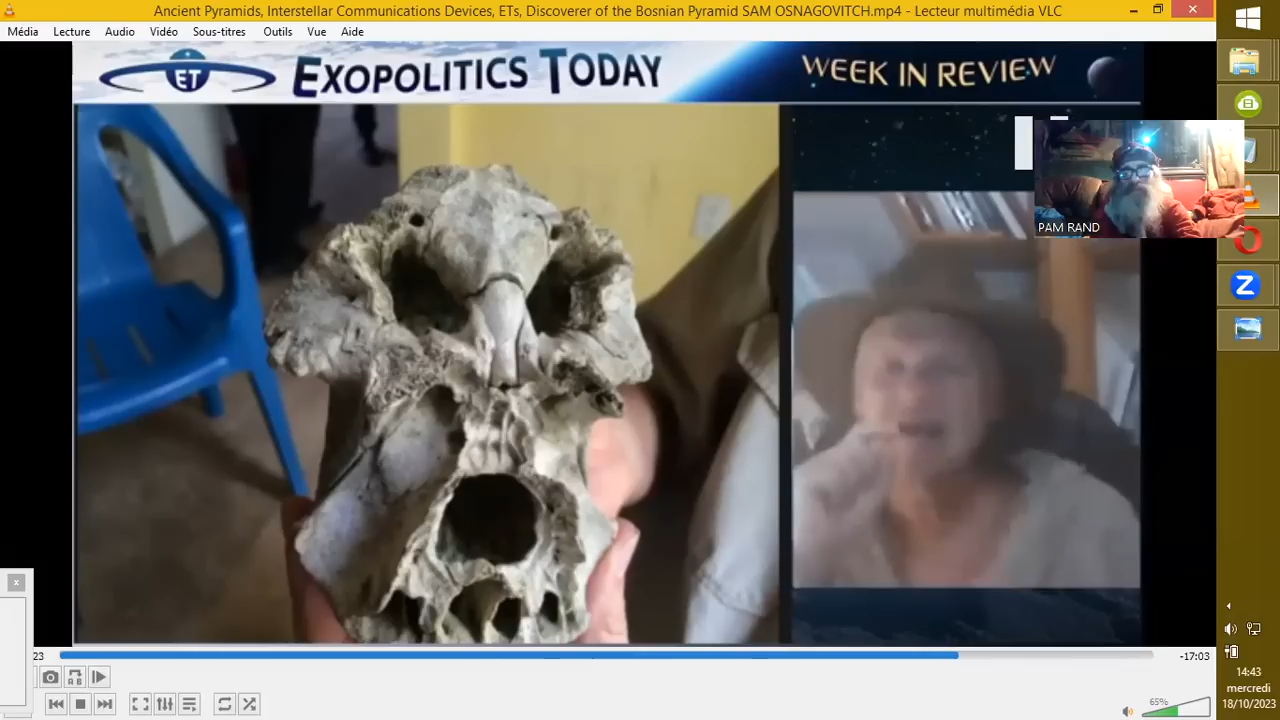 Ancient Pyramids, Interstellar Communications Devices, ETs, Discoverer of the Bosnian Pyramid SAM OSNAGOVITCH.mp4 - Lecteur multimédia VLC
Média Lecture Audio Vidéo Sous-titres Outils Vue Aide
ET EXOPOLITICS TODAY WEEK IN REVIEW
PAM RAND
Z
23 -17:03
A B
65%
14:43
mercredi
18/10/2023